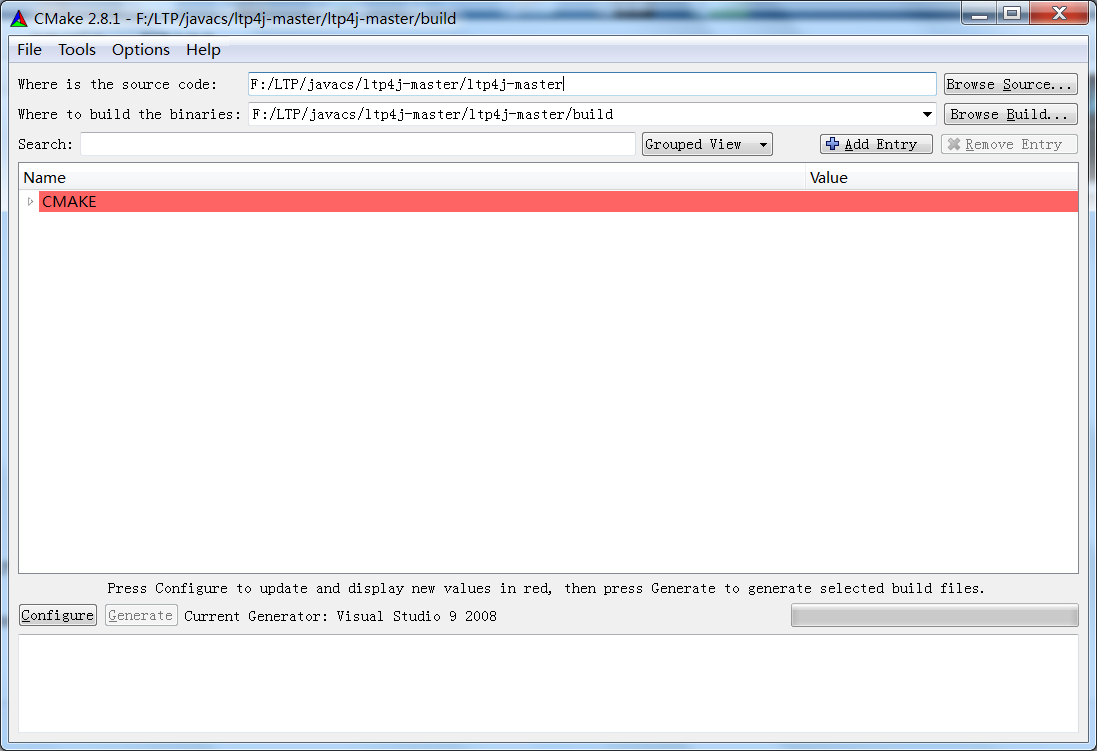 CMake 2.8.1 - F:/LTP/javacs/ltp4j-master/ltp4j-master/build
File Tools Options Help
Where is the source code: F:/LTP/javacs/ltp4j-master/ltp4j-master Browse Source...
Where to build the binaries: F:/LTP/javacs/ltp4j-master/ltp4j-master/build Browse Build...
Search: Grouped View Add Entry Remove Entry
Name Value
CMAKE
Press Configure to update and display new values in red, then press Generate to generate selected build files.
Configure Generate Current Generator: Visual Studio 9 2008